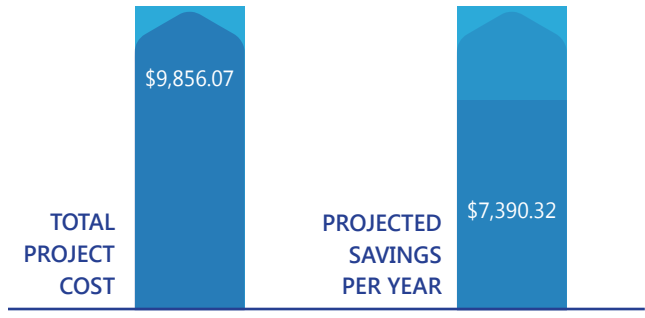 $9,856.07
TOTAL
PROJECT
COST
$7,390.32
PROJECTED
SAVINGS
PER YEAR